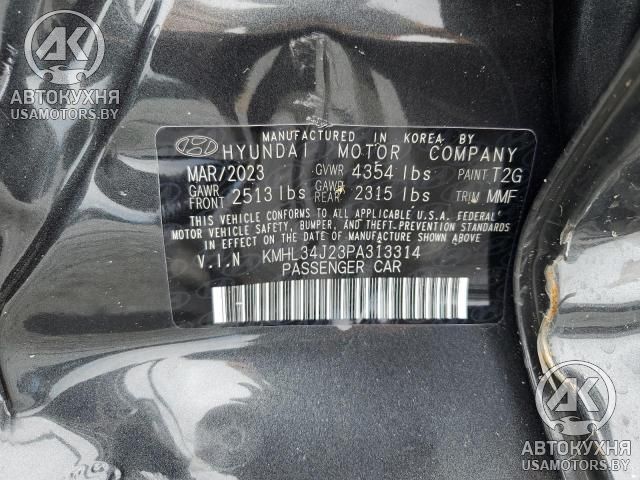 АК
АВТОКУХНЯ
USAMOTORS.BY
MANUFACTURED IN KOREA BY
HYUNDAI MOTOR COMPANY
MAR/2023 GVWR 4354 lbs PAINT T2G
GAWR FRONT 2513 lbs GAWR REAR 2315 lbs TRIM MMF
THIS VEHICLE CONFORMS TO ALL APPLICABLE U.S.A. FEDERAL
MOTOR VEHICLE SAFETY, BUMPER, AND THEFT PREVENTION
STANDARDS IN EFFECT ON THE DATE OF MANUFACTURE SHOWN ABOVE.
V.I.N KMHL34J23PA313314
PASSENGER CAR
АК
АВТОКУХНЯ
USAMOTORS.BY